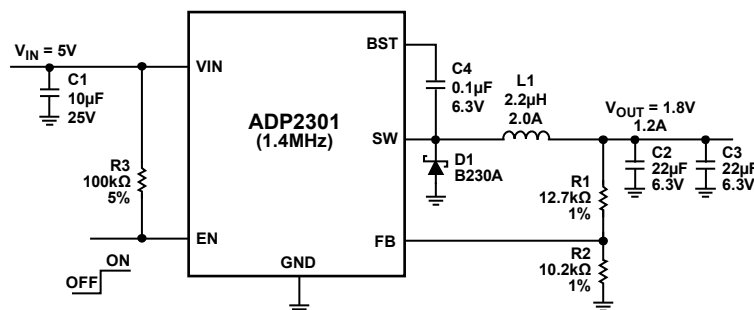 V_IN = 5V
C1
10µF
25V
R3
100kΩ
5%
ON
OFF
VIN
EN
ADP2301
(1.4MHz)
GND
BST
SW
FB
C4
0.1µF
6.3V
L1
2.2µH
2.0A
D1
B230A
V_OUT = 1.8V
1.2A
R1
12.7kΩ
1%
R2
10.2kΩ
1%
C2
22µF
6.3V
C3
22µF
6.3V